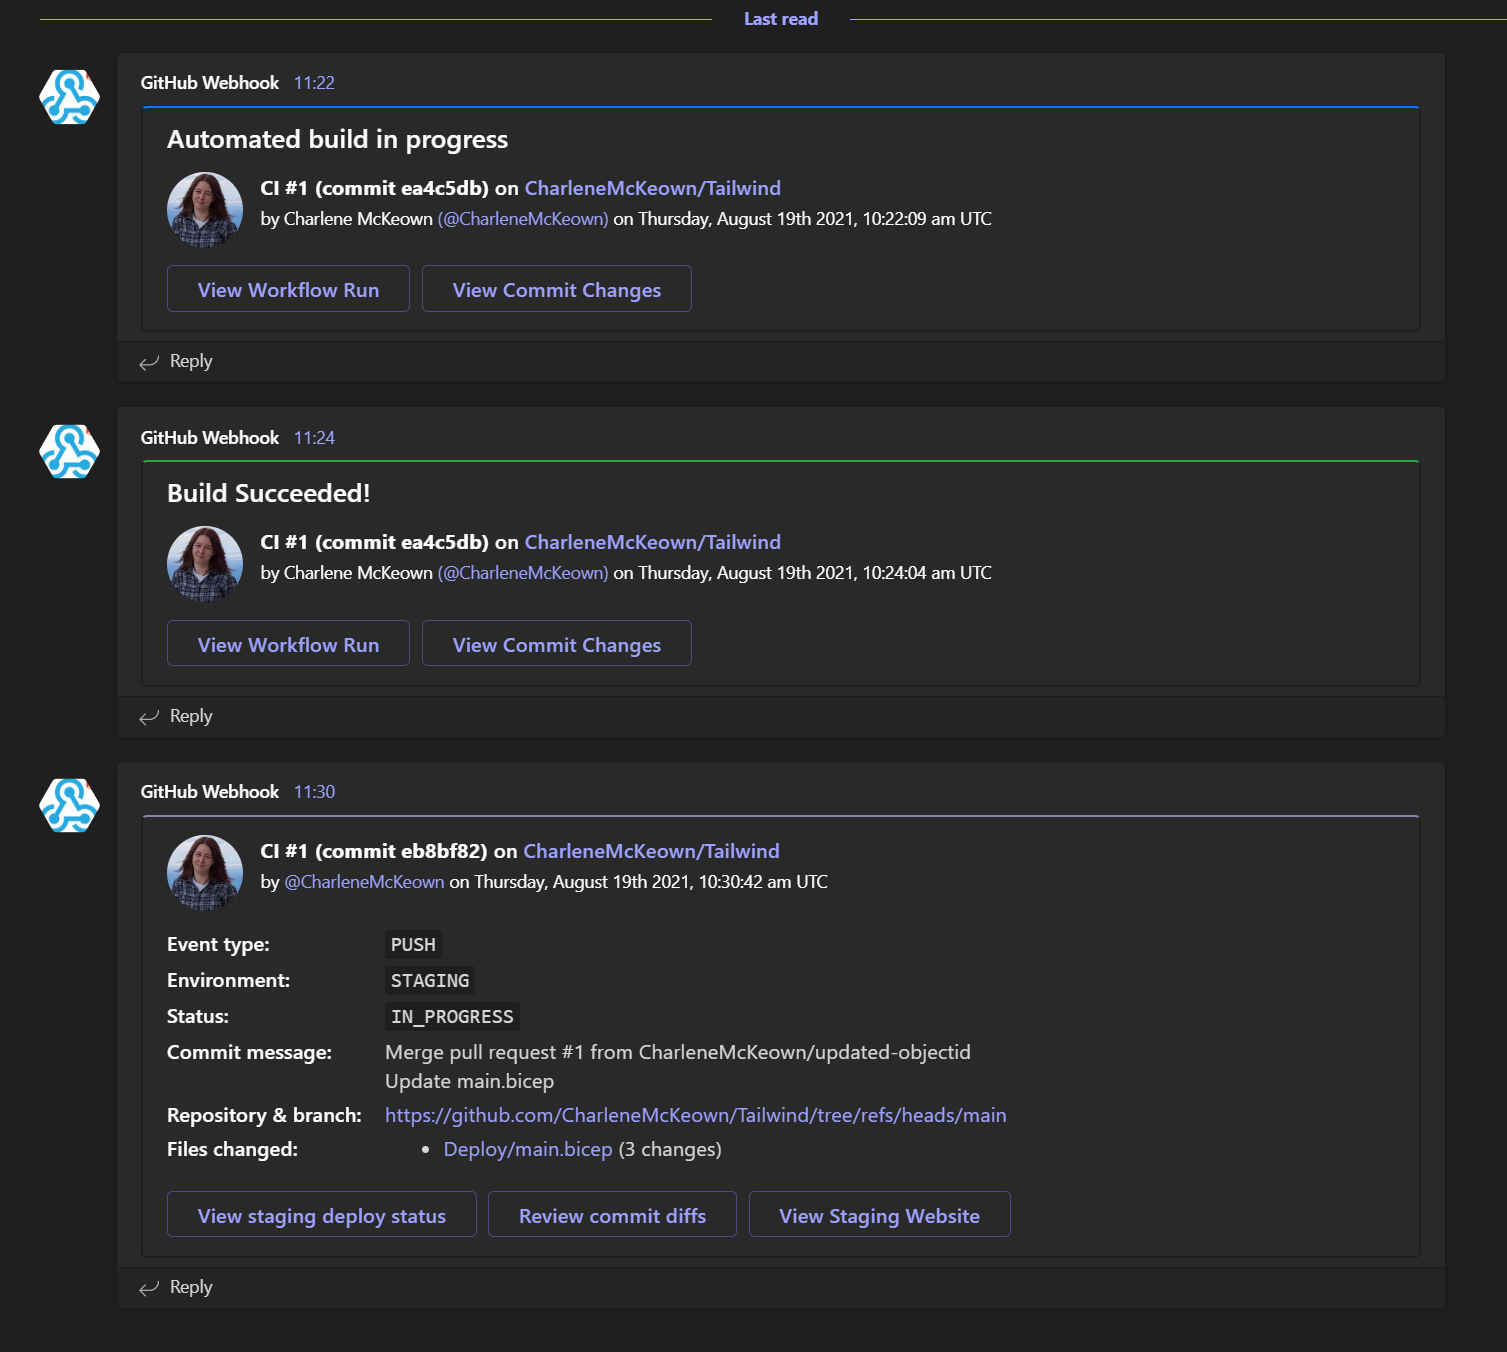 Last read
GitHub Webhook 11:22
Automated build in progress
CI #1 (commit ea4c5db) on CharleneMcKeown/Tailwind
by Charlene McKeown (@CharleneMcKeown) on Thursday, August 19th 2021, 10:22:09 am UTC
View Workflow Run View Commit Changes
Reply
GitHub Webhook 11:24
Build Succeeded!
CI #1 (commit ea4c5db) on CharleneMcKeown/Tailwind
by Charlene McKeown (@CharleneMcKeown) on Thursday, August 19th 2021, 10:24:04 am UTC
View Workflow Run View Commit Changes
Reply
GitHub Webhook 11:30
CI #1 (commit eb8bf82) on CharleneMcKeown/Tailwind
by @CharleneMcKeown on Thursday, August 19th 2021, 10:30:42 am UTC
Event type: PUSH
Environment: STAGING
Status: IN_PROGRESS
Commit message: Merge pull request #1 from CharleneMcKeown/updated-objectid
Update main.bicep
Repository & branch: https://github.com/CharleneMcKeown/Tailwind/tree/refs/heads/main
Files changed: • Deploy/main.bicep (3 changes)
View staging deploy status Review commit diffs View Staging Website
Reply